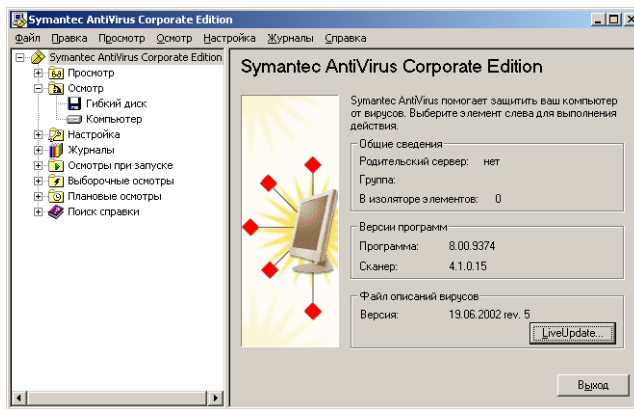 Symantec AntiVirus Corporate Edition
Файл Правка Просмотр Осмотр Настройка Журналы Справка
Symantec AntiVirus Corporate Edition
Просмотр
Осмотр
Гибкий диск
Компьютер
Настройка
Журналы
Осмотры при запуске
Выборочные осмотры
Плановые осмотры
Поиск справки
Symantec AntiVirus Corporate Edition
Symantec AntiVirus помогает защитить ваш компьютер
от вирусов. Выберите элемент слева для выполнения
действия.
Общие сведения
Родительский сервер: нет
Группа:
В изоляторе элементов: 0
Версии программ
Программа: 8.00.9374
Сканер: 4.1.0.15
Файл описаний вирусов
Версия: 19.06.2002 rev. 5
LiveUpdate...
Выход